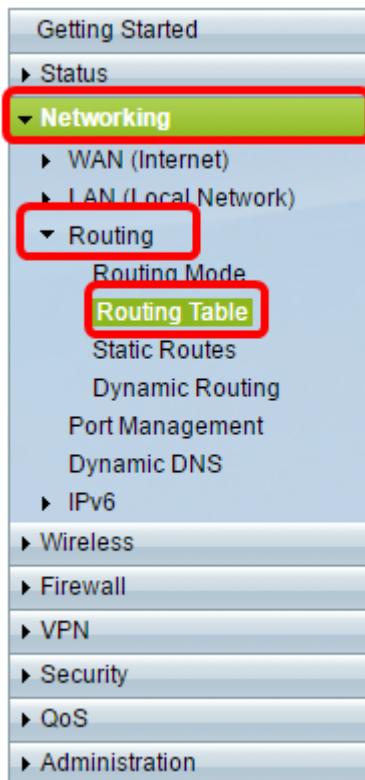 Getting Started
Status
Networking
WAN (Internet)
LAN (Local Network)
Routing
Routing Mode
Routing Table
Static Routes
Dynamic Routing
Port Management
Dynamic DNS
IPv6
Wireless
Firewall
VPN
Security
QoS
Administration